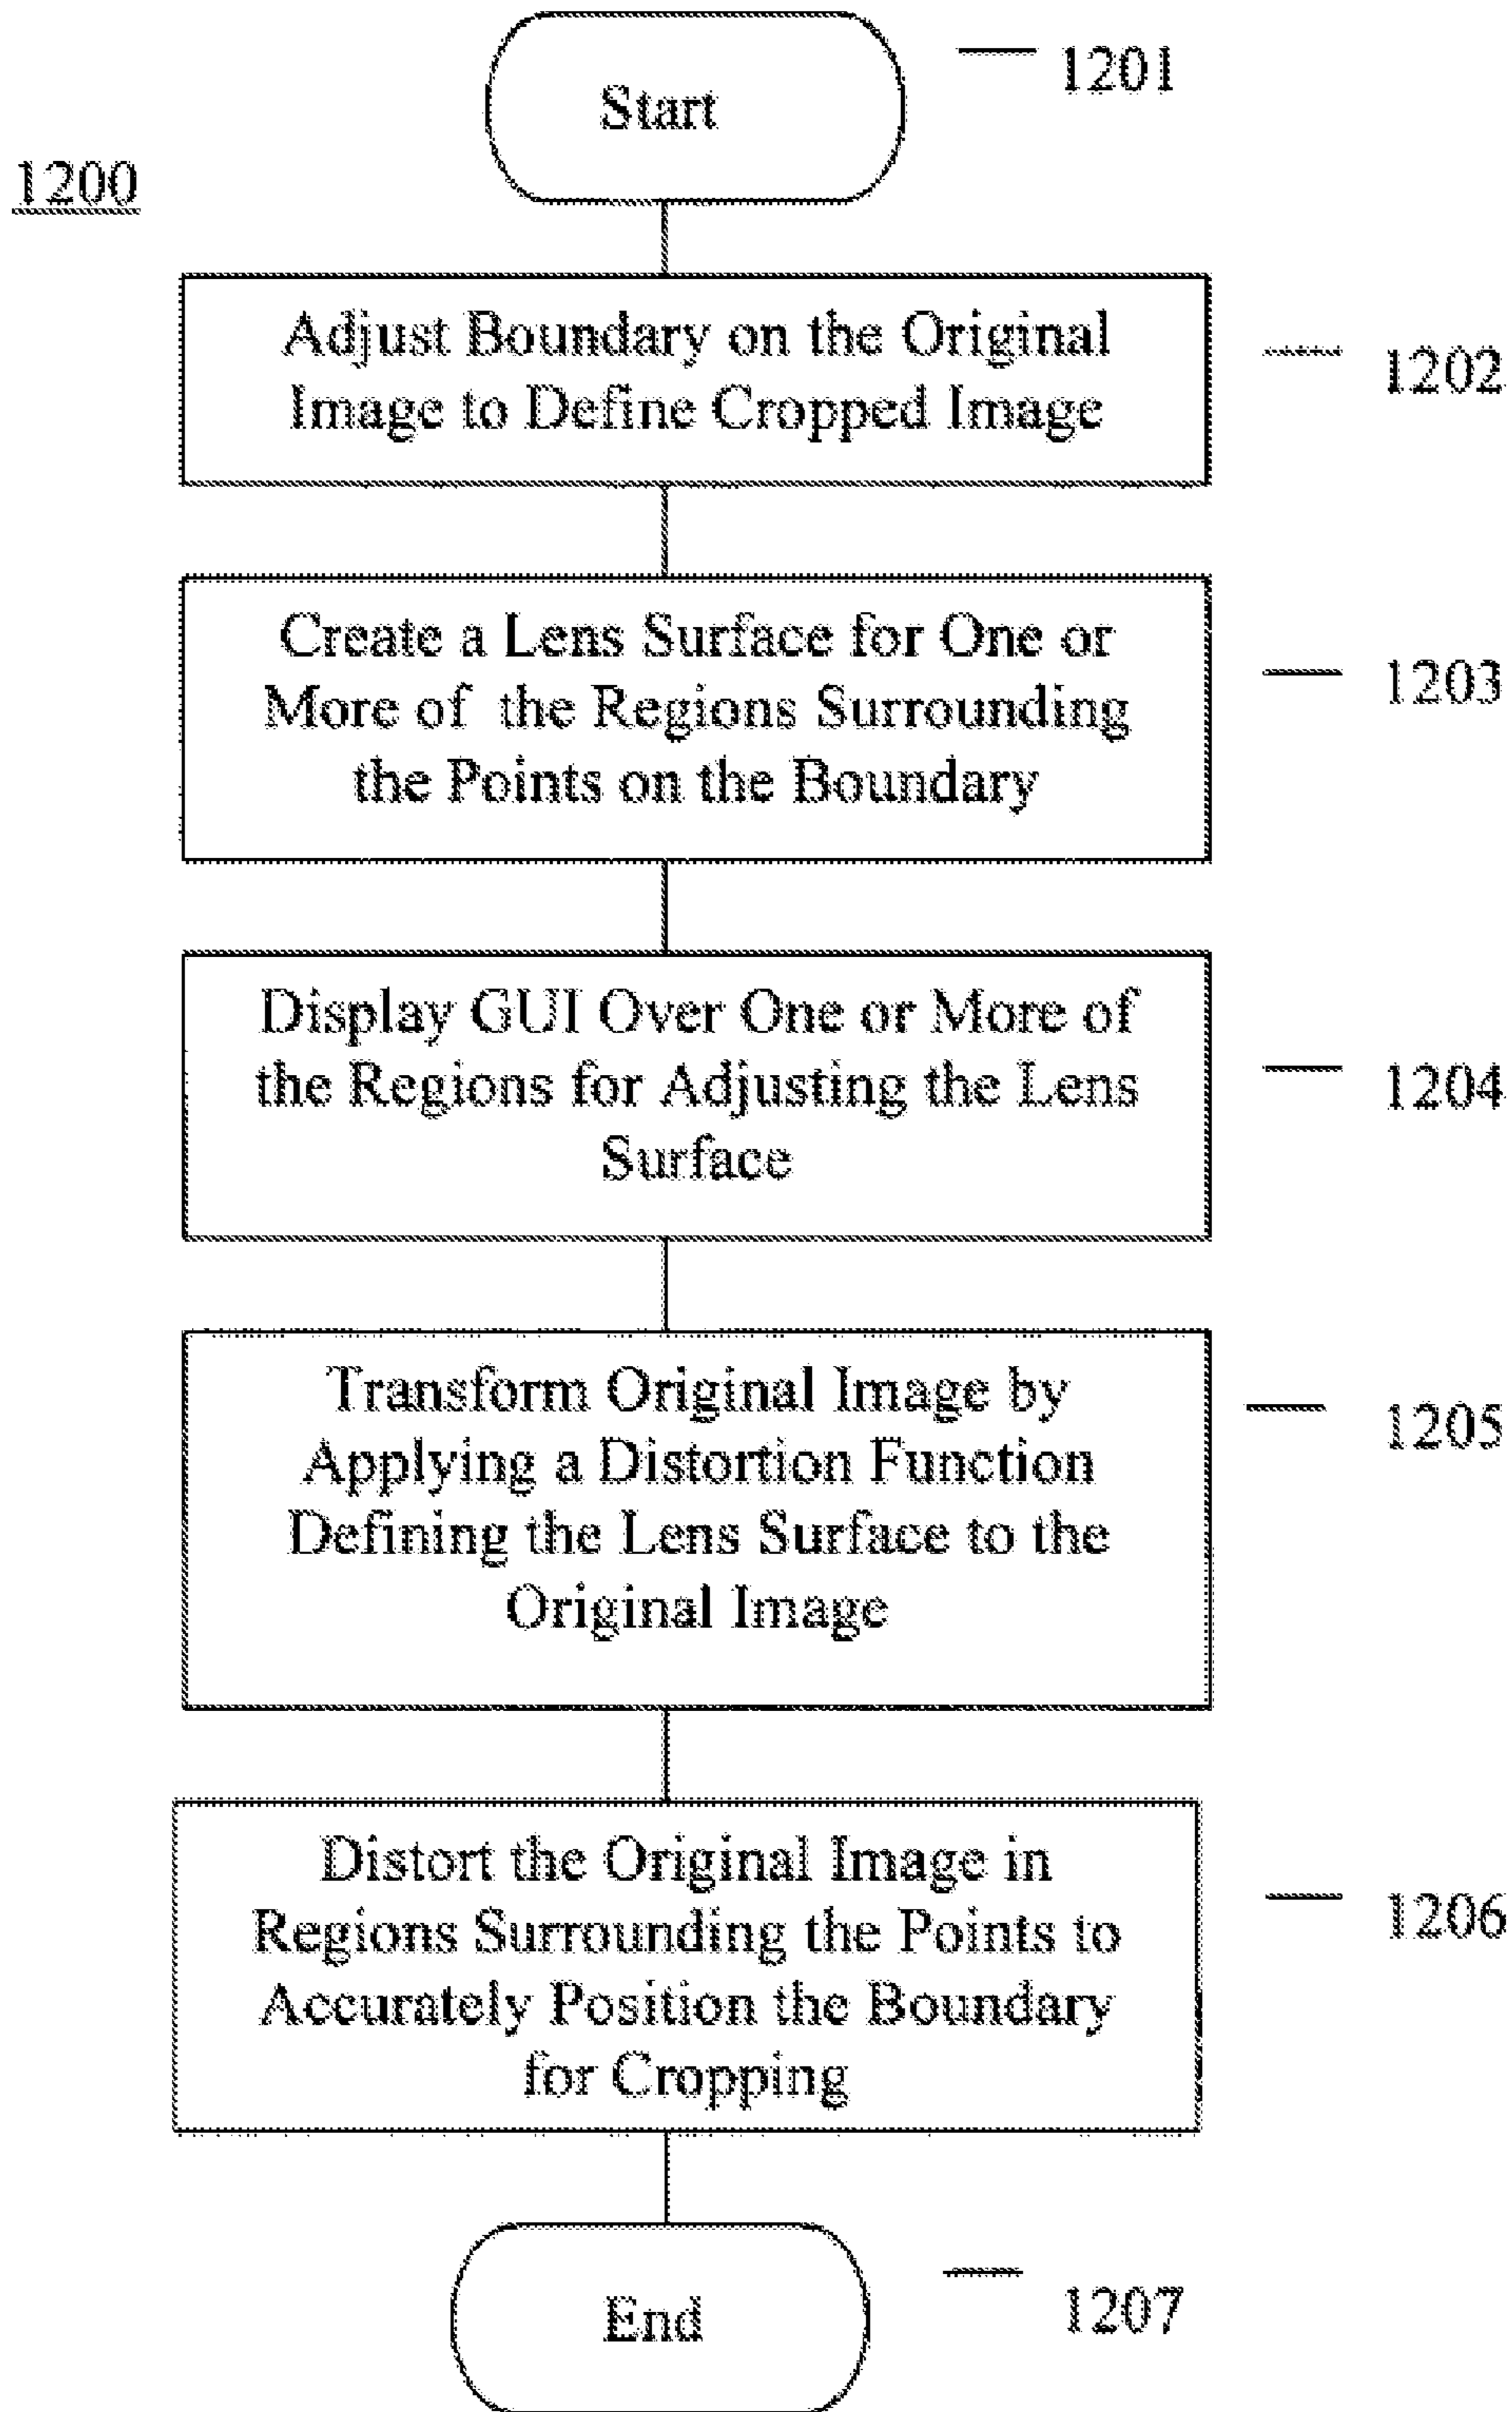 Start
1201
1200
Adjust Boundary on the Original
Image to Define Cropped Image
1202
Create a Lens Surface for One or
More of the Regions Surrounding
the Points on the Boundary
1203
Display GUI Over One or More of
the Regions for Adjusting the Lens
Surface
1204
Transform Original Image by
Applying a Distortion Function
Defining the Lens Surface to the
Original Image
1205
Distort the Original Image in
Regions Surrounding the Points to
Accurately Position the Boundary
for Cropping
1206
End
1207